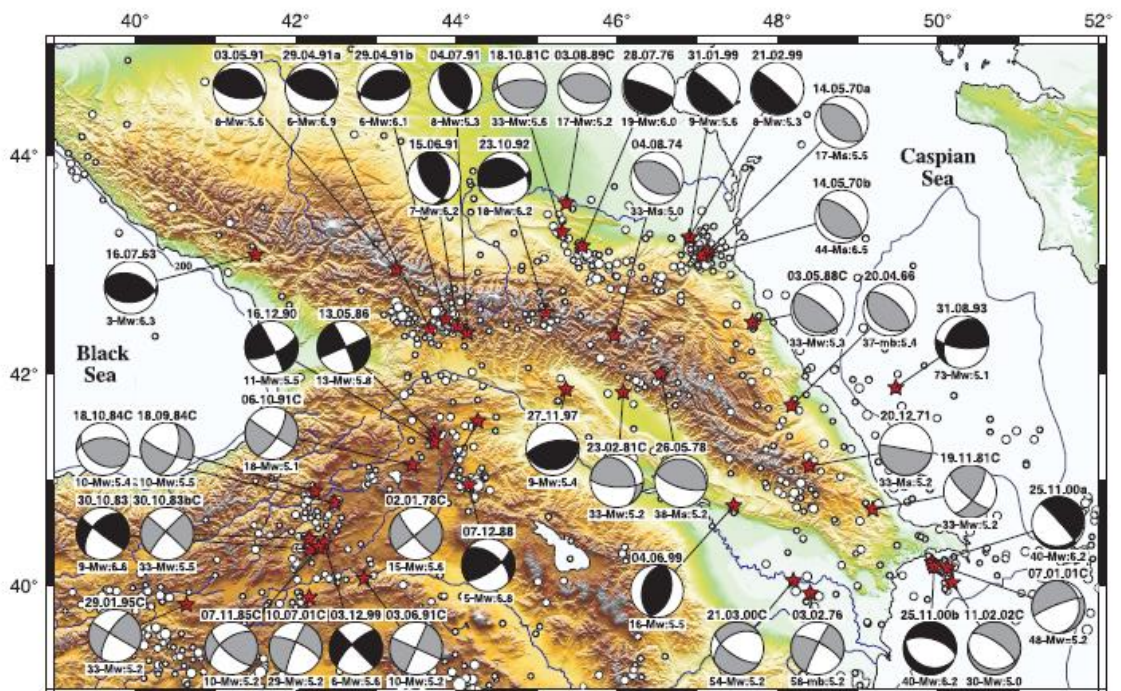 40° 42° 44° 46° 48° 50° 52°
03.05.91 29.04.91a 29.04.91b 04.07.91 18.10.81C 03.08.89C 28.07.76 31.01.99 21.02.99
8-Mw:5.6 6-Mw:6.9 6-Mw:6.1 8-Mw:5.3 33-Mw:5.6 17-Mw:5.2 19-Mw:6.0 9-Mw:5.6 8-Mw:5.3
14.05.70a
17-Ms:5.5
44°
Caspian
Sea
15.06.91 23.10.92 04.08.74
7-Mw:6.2 18-Mw:6.2 33-Ms:5.0
14.05.70b
44-Ms:6.5
16.07.63
200
3-Mw:6.3
03.05.88C 20.04.66
33-Mw:5.3 37-mb:5.4
31.08.93
73-Mw:5.1
16.12.90 13.05.86
11-Mw:5.5 13-Mw:5.8
Black
Sea
42°
18.10.84C 18.09.84C
10-Mw:5.4 10-Mw:5.5
06.10.91C
18-Mw:5.1
27.11.97
9-Mw:5.4
23.02.81C 26.05.78
33-Mw:5.2 38-Ms:5.2
20.12.71
33-Ms:5.2
19.11.81C
33-Mw:5.2
30.10.83 30.10.83bC
9-Mw:6.6 33-Mw:5.5
02.01.78C
15-Mw:5.6
07.12.88
5-Mw:6.8
25.11.00a
40-Mw:6.2
40°
04.06.99
16-Mw:5.5
07.01.01C
48-Mw:5.2
29.01.95C
33-Mw:5.2
07.11.85C 10.07.01C 03.12.99 03.06.91C
10-Mw:5.2 29-Mw:5.2 6-Mw:5.6 10-Mw:5.2
21.03.00C 03.02.76
54-Mw:5.2 58-mb:5.2
25.11.00b 11.02.02C
40-Mw:6.2 30-Mw:5.0